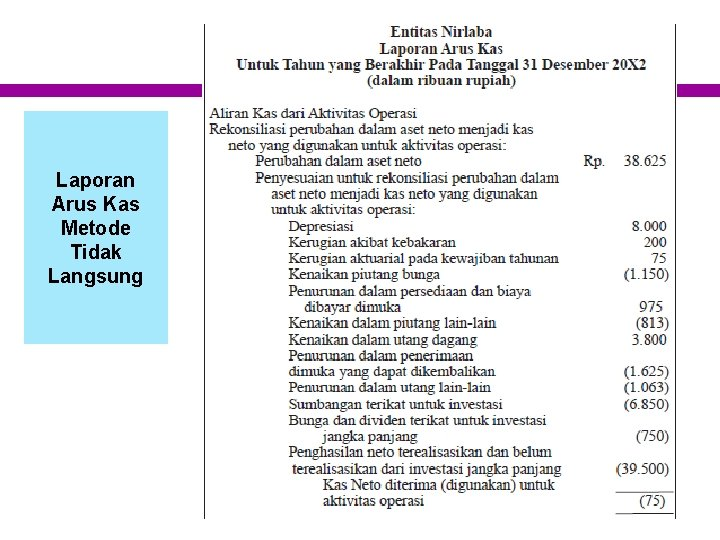 Entitas Nirlaba
Laporan Arus Kas
Untuk Tahun yang Berakhir Pada Tanggal 31 Desember 20X2
(dalam ribuan rupiah)
Laporan
Arus Kas
Metode
Tidak
Langsung
Aliran Kas dari Aktivitas Operasi
Rekonsiliasi perubahan dalam aset neto menjadi kas
neto yang digunakan untuk aktivitas operasi:
Perubahan dalam aset neto Rp. 38.625
Penyesuaian untuk rekonsiliasi perubahan dalam
aset neto menjadi kas neto yang digunakan
untuk aktivitas operasi:
Depresiasi 8.000
Kerugian akibat kebakaran 200
Kerugian aktuarial pada kewajiban tahunan 75
Kenaikan piutang bunga (1.150)
Penurunan dalam persediaan dan biaya
dibayar dimuka 975
Kenaikan dalam piutang lain-lain (813)
Kenaikan dalam utang dagang 3.800
Penurunan dalam penerimaan
dimuka yang dapat dikembalikan (1.625)
Penurunan dalam utang lain-lain (1.063)
Sumbangan terikat untuk investasi (6.850)
Bunga dan dividen terikat untuk investasi
jangka panjang (750)
Penghasilan neto terealisasikan dan belum
terealisasikan dari investasi jangka panjang (39.500)
Kas Neto diterima (digunakan) untuk
aktivitas operasi (75)